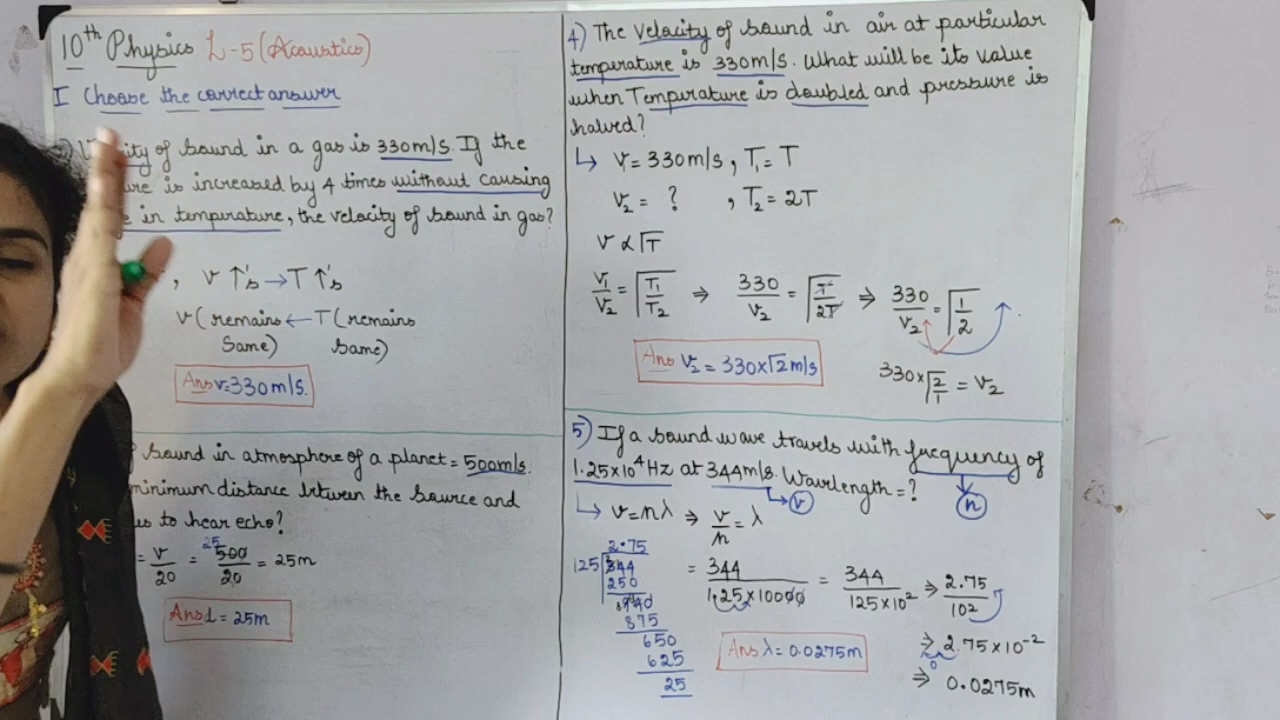 10th Physics L-5 (Acoustics)
I Choose the correct answer
of sound in a gas is 330m/s. If the
is increased by 4 times without causing
in temperature, the velocity of sound in gas?
, v ↑'s → T ↑'s
v (remains ← T (remains
Same) Same)
Ans v=330m/s.
Sound in atmosphere of a planet = 500m/s.
minimum distance between the source and
to hear echo?
= v/20 = 500/20 = 25m
25
Ans d = 25m
4) The velocity of sound in air at particular
temperature is 330m/s. What will be its value
when Temperature is doubled and pressure is
halved?
↳ V₁ = 330m/s, T₁ = T
V₂ = ? , T₂ = 2T
v ∝ √T
V₁/V₂ = √(T₁/T₂) ⇒ 330/V₂ = √(T/2T) ⇒ 330/V₂ = √(1/2)
330×√(2/1) = V₂
Ans V₂ = 330×√2 m/s
5) If a sound wave travels with frequency of
1.25×10⁴Hz at 344m/s. Wavelength = ?
→ v n
↳ v=nλ ⇒ v/n = λ
= 344/1.25×10000 = 344/125×10² ⇒ 2.75/10²
2.75
125 344
250
940
875
650
625
25
⇒ 2.75×10⁻²
0
⇒ 0.0275m
Ans λ = 0.0275m